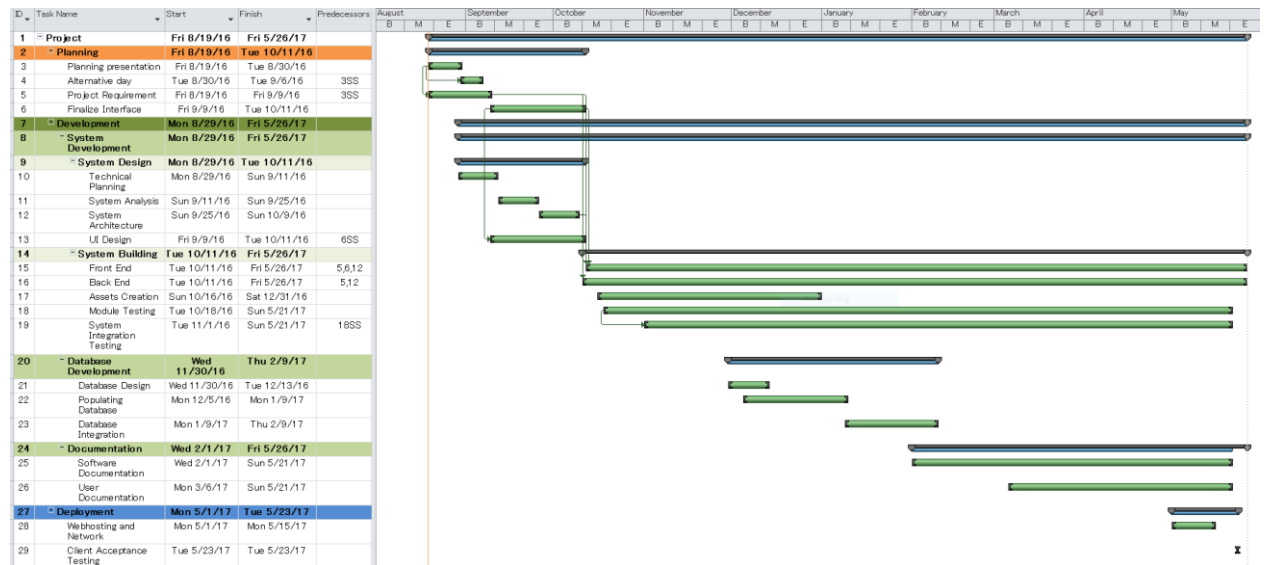 ID Task Name Start Finish Predecessors August September October November December January February March April May
B M E B M E B M E B M E B M E B M E B M E B M E B M E B M E
1 Project Fri 8/19/16 Fri 5/26/17
2 Planning Fri 8/19/16 Tue 10/11/16
3 Planning presentation Fri 8/19/16 Tue 8/30/16
4 Alternative day Tue 8/30/16 Tue 9/6/16 3SS
5 Project Requirement Fri 8/19/16 Fri 9/9/16 3SS
6 Finalize Interface Fri 9/9/16 Tue 10/11/16
7 Development Mon 8/29/16 Fri 5/26/17
8 System Mon 8/29/16 Fri 5/26/17
Development
9 System Design Mon 8/29/16 Tue 10/11/16
10 Technical Mon 8/29/16 Sun 9/11/16
Planning
11 System Analysis Sun 9/11/16 Sun 9/25/16
12 System Sun 9/25/16 Sun 10/9/16
Architecture
13 UI Design Fri 9/9/16 Tue 10/11/16 6SS
14 System Building Tue 10/11/16 Fri 5/26/17
15 Front End Tue 10/11/16 Fri 5/26/17 5,6,12
16 Back End Tue 10/11/16 Fri 5/26/17 5,12
17 Assets Creation Sun 10/16/16 Sat 12/31/16
18 Module Testing Tue 10/18/16 Sun 5/21/17
19 System Tue 11/1/16 Sun 5/21/17 18SS
Integration
Testing
20 Database Wed Thu 2/9/17
Development 11/30/16
21 Database Design Wed 11/30/16 Tue 12/13/16
22 Populating Mon 12/5/16 Mon 1/9/17
Database
23 Database Mon 1/9/17 Thu 2/9/17
Integration
24 Documentation Wed 2/1/17 Fri 5/26/17
25 Software Wed 2/1/17 Sun 5/21/17
Documentation
26 User Mon 3/6/17 Sun 5/21/17
Documentation
27 Deployment Mon 5/1/17 Tue 5/23/17
28 Webhosting and Mon 5/1/17 Mon 5/15/17
Network
29 Client Acceptance Tue 5/23/17 Tue 5/23/17
Testing